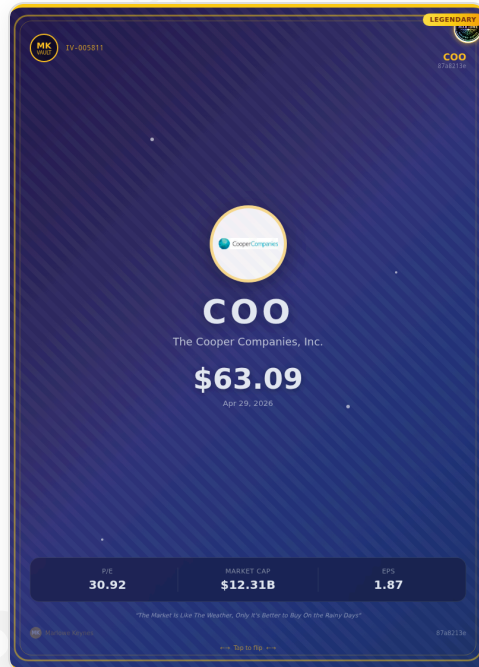 LEGENDARY
MK
VAULT
IV-005811
COO
87a8213e
CooperCompanies
COO
The Cooper Companies, Inc.
$63.09
Apr 29, 2026
P/E
MARKET CAP
EPS
30.92
$12.31B
1.87
"The Market Is Like The Weather, Only It's Better to Buy On the Rainy Days"
MK
87a8213e
←→ Tap to flip ←→